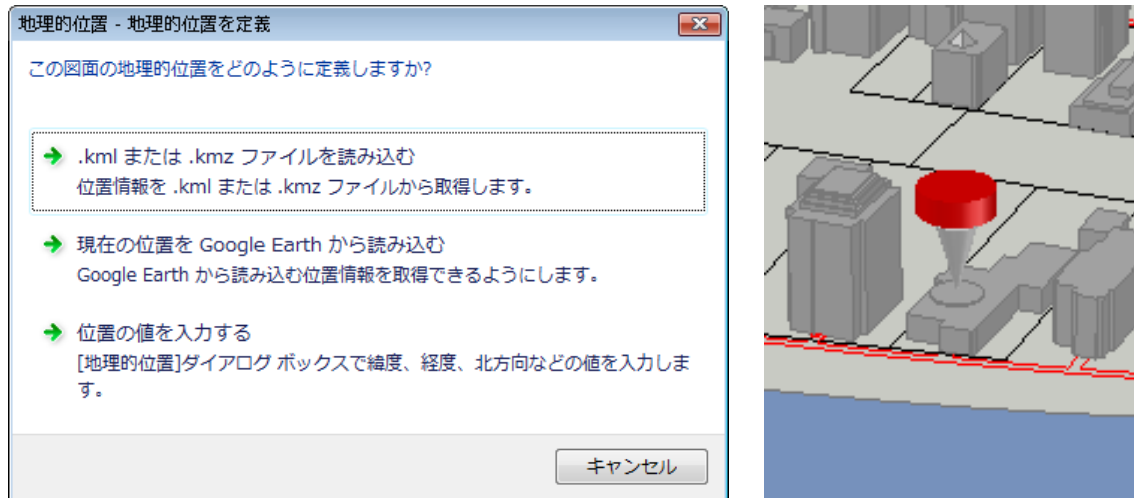 地理的位置 - 地理的位置を定義
この図面の地理的位置をどのように定義しますか?
.kml または .kmz ファイルを読み込む
位置情報を .kml または .kmz ファイルから取得します。
現在の位置を Google Earth から読み込む
Google Earth から読み込む位置情報を取得できるようにします。
位置の値を入力する
[地理的位置]ダイアログ ボックスで緯度、経度、北方向などの値を入力しま
す。
キャンセル